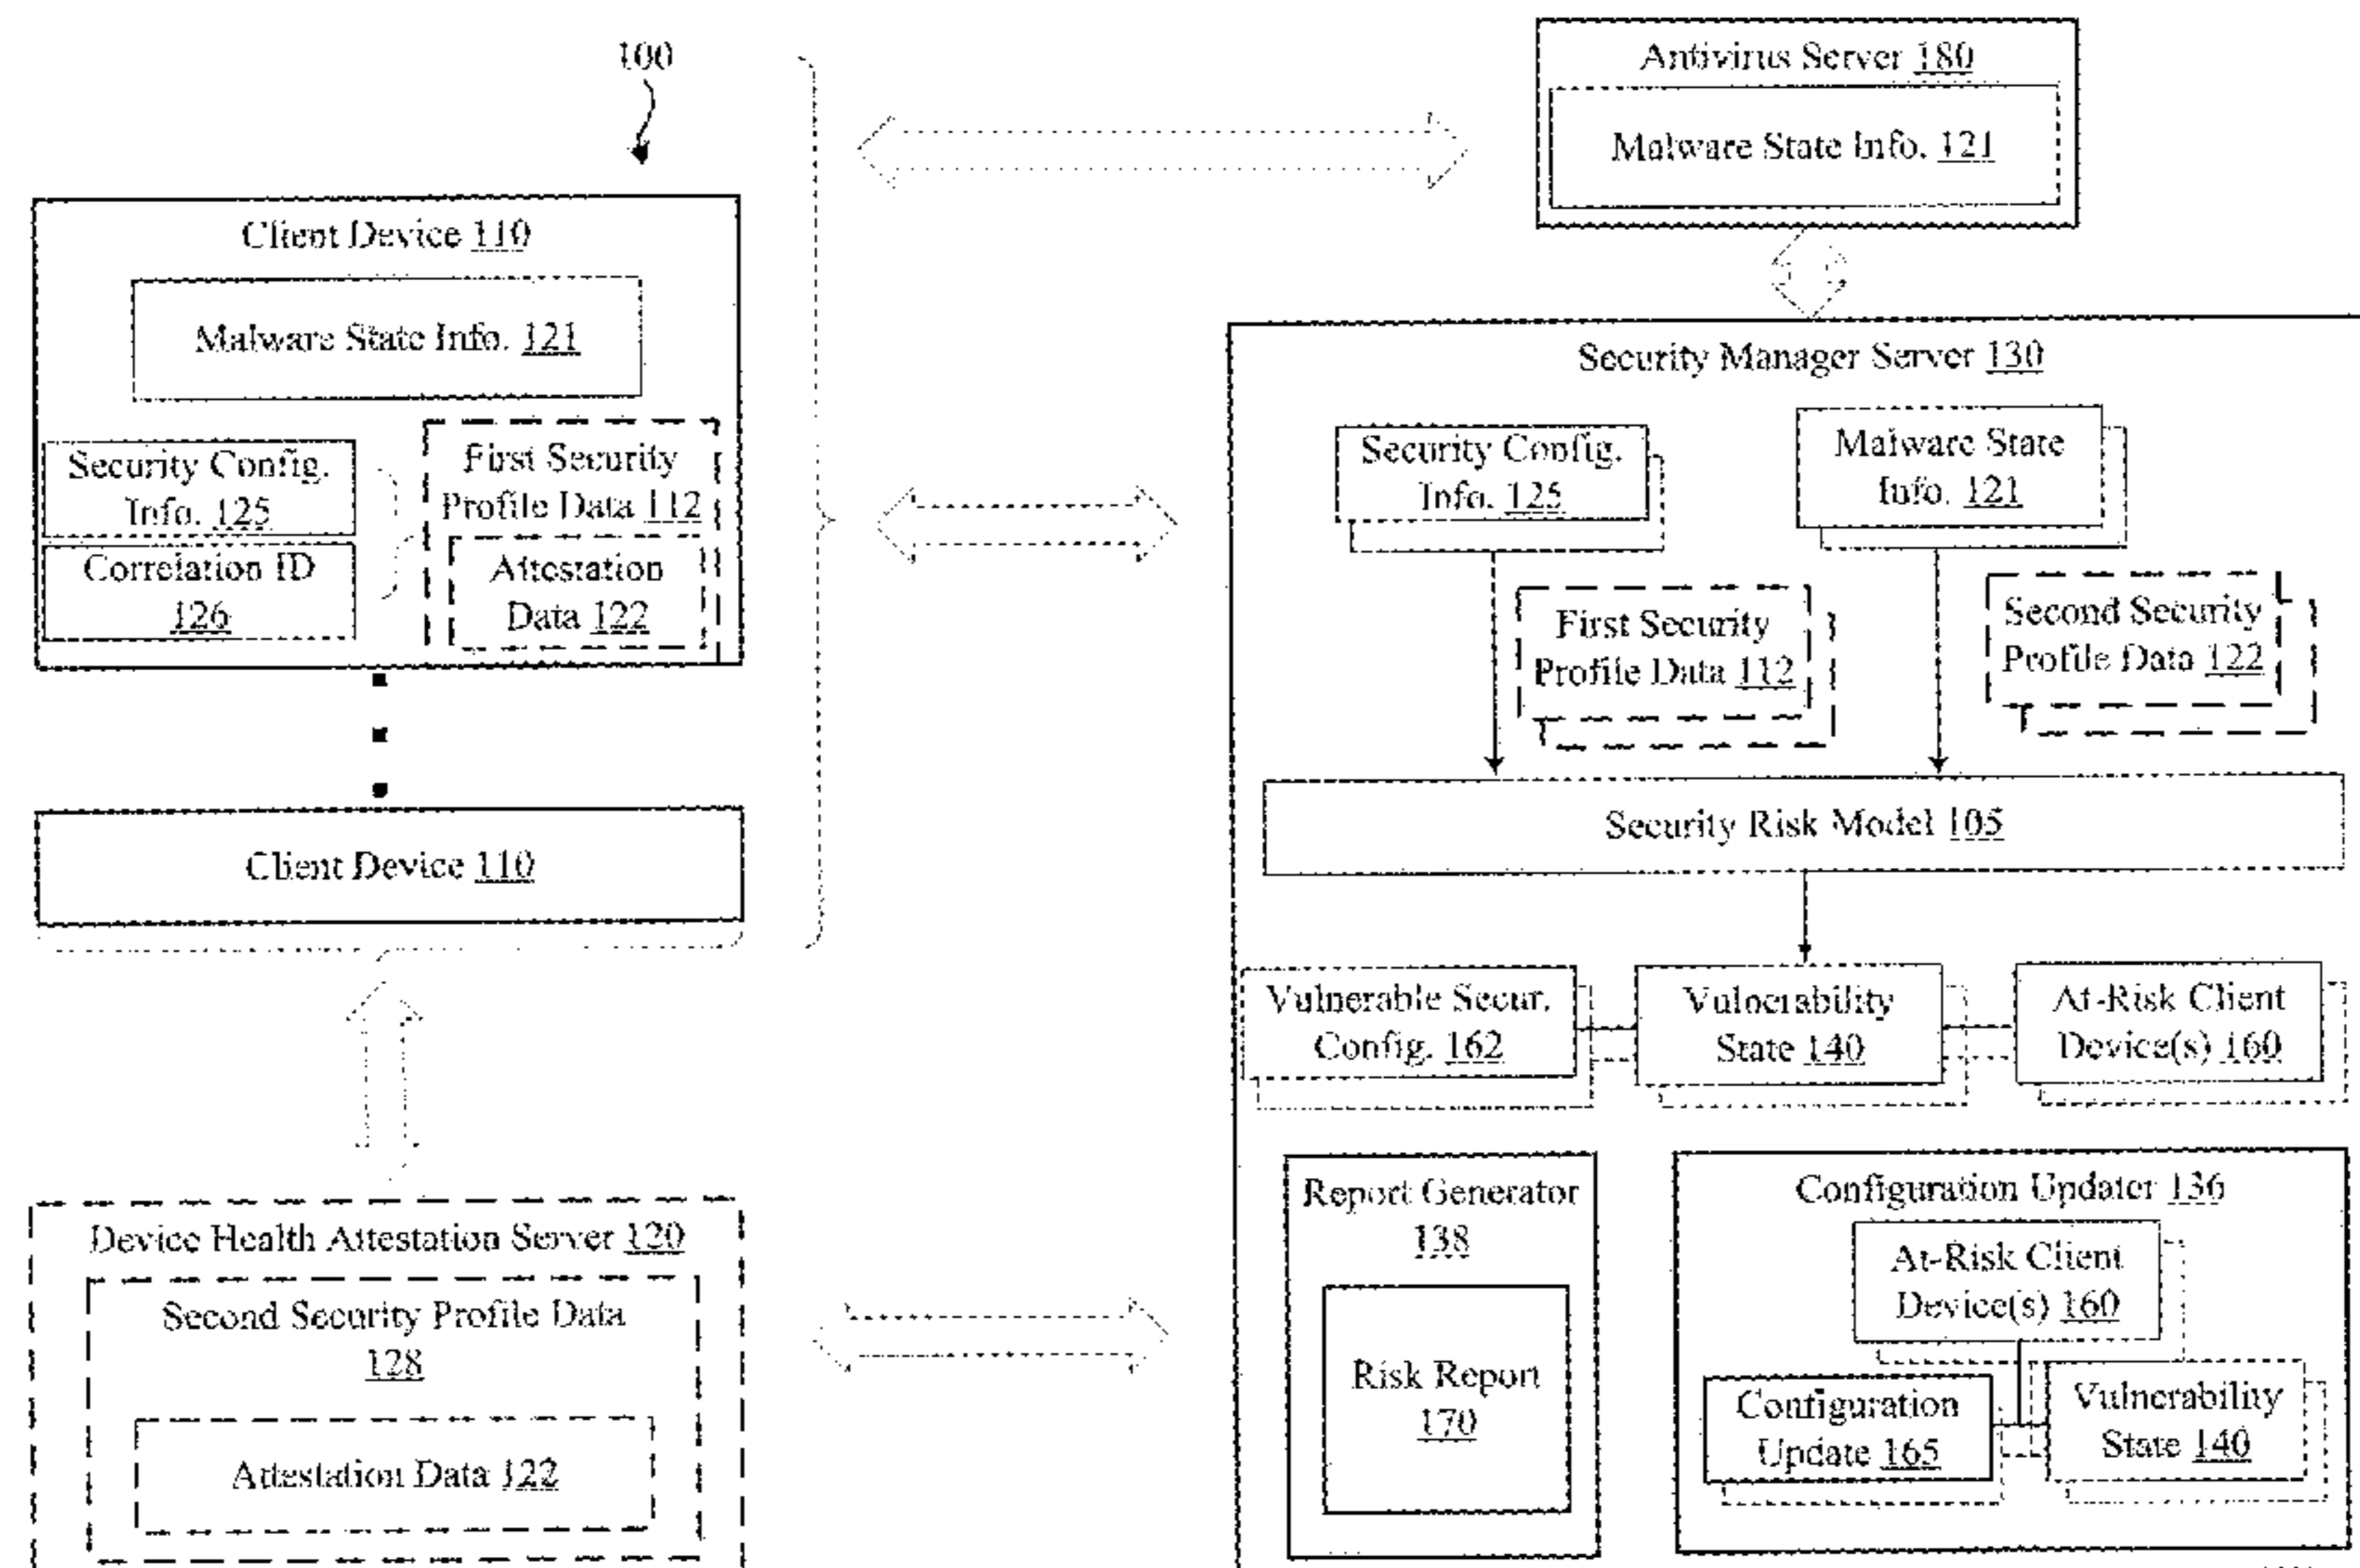 100
Antivirus Server 180
Malware State Info. 121
Client Device 110
Malware State Info. 121
Security Config.
Info. 125
Correlation ID
126
First Security
Profile Data 112
Attestation
Data 122
Client Device 110
Device Health Attestation Server 120
Second Security Profile Data
128
Attestation Data 122
Security Manager Server 130
Security Config.
Info. 125
Malware State
Info. 121
First Security
Profile Data 112
Second Security
Profile Data 122
Security Risk Model 105
Vulnerable Secur.
Config. 162
Vulnerability
State 140
At-Risk Client
Device(s) 160
Report Generator
138
Risk Report
170
Configuration Updater 136
At-Risk Client
Device(s) 160
Configuration
Update 165
Vulnerability
State 140